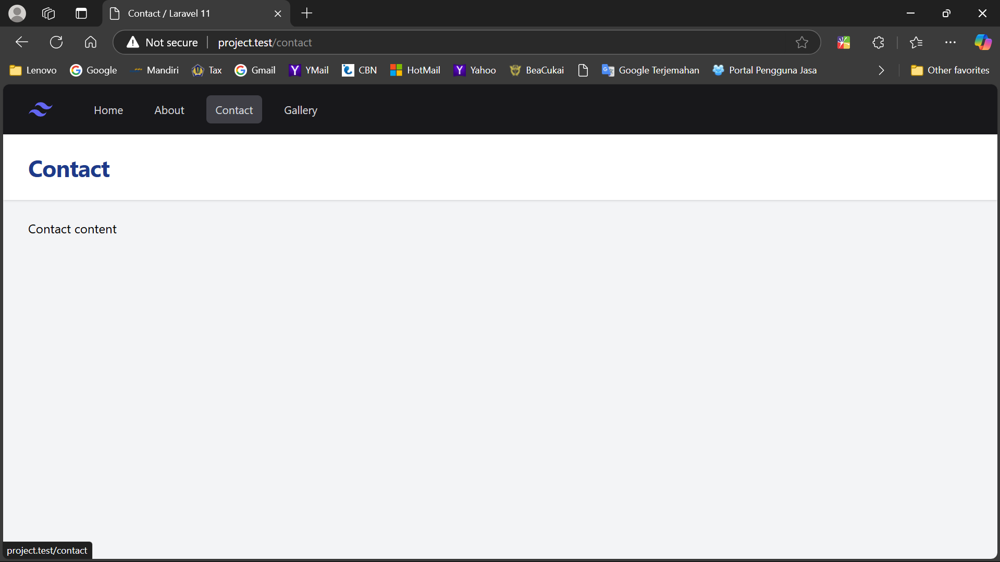 Contact / Laravel 11
Not secure project.test/contact
Lenovo Google Mandiri Tax Gmail YMail CBN HotMail Yahoo BeaCukai Google Terjemahan Portal Pengguna Jasa Other favorites
Home About Contact Gallery
Contact
Contact content
project.test/contact